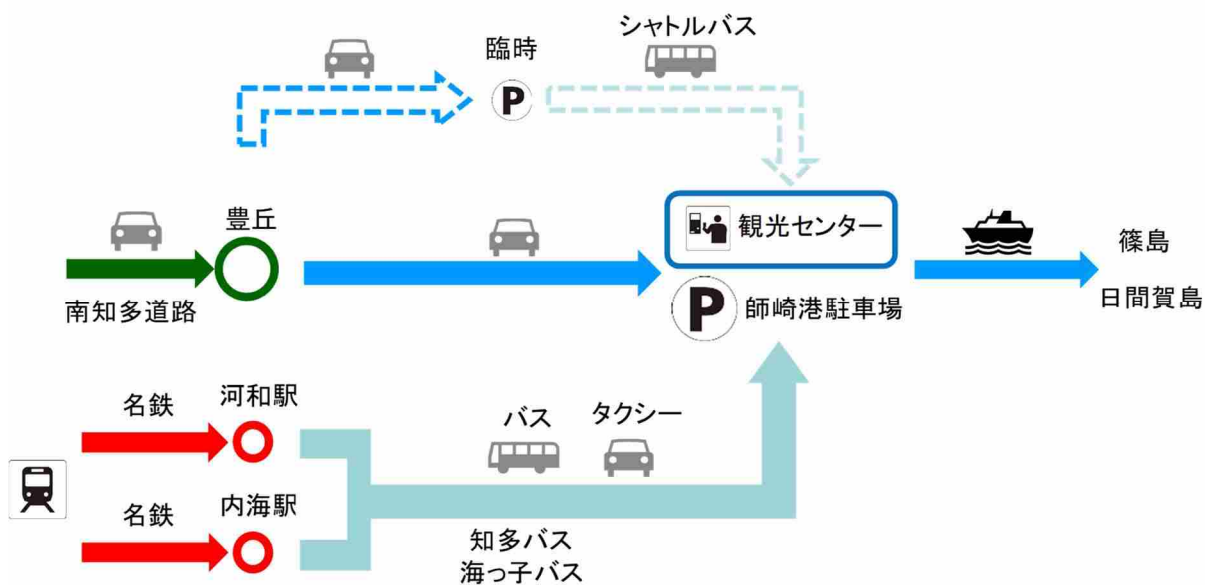 シャトルバス
臨時
P
豊丘
観光センター
篠島
南知多道路
P 師崎港駐車場
日間賀島
名鉄
河和駅
バス
タクシー
名鉄
内海駅
知多バス
海っ子バス